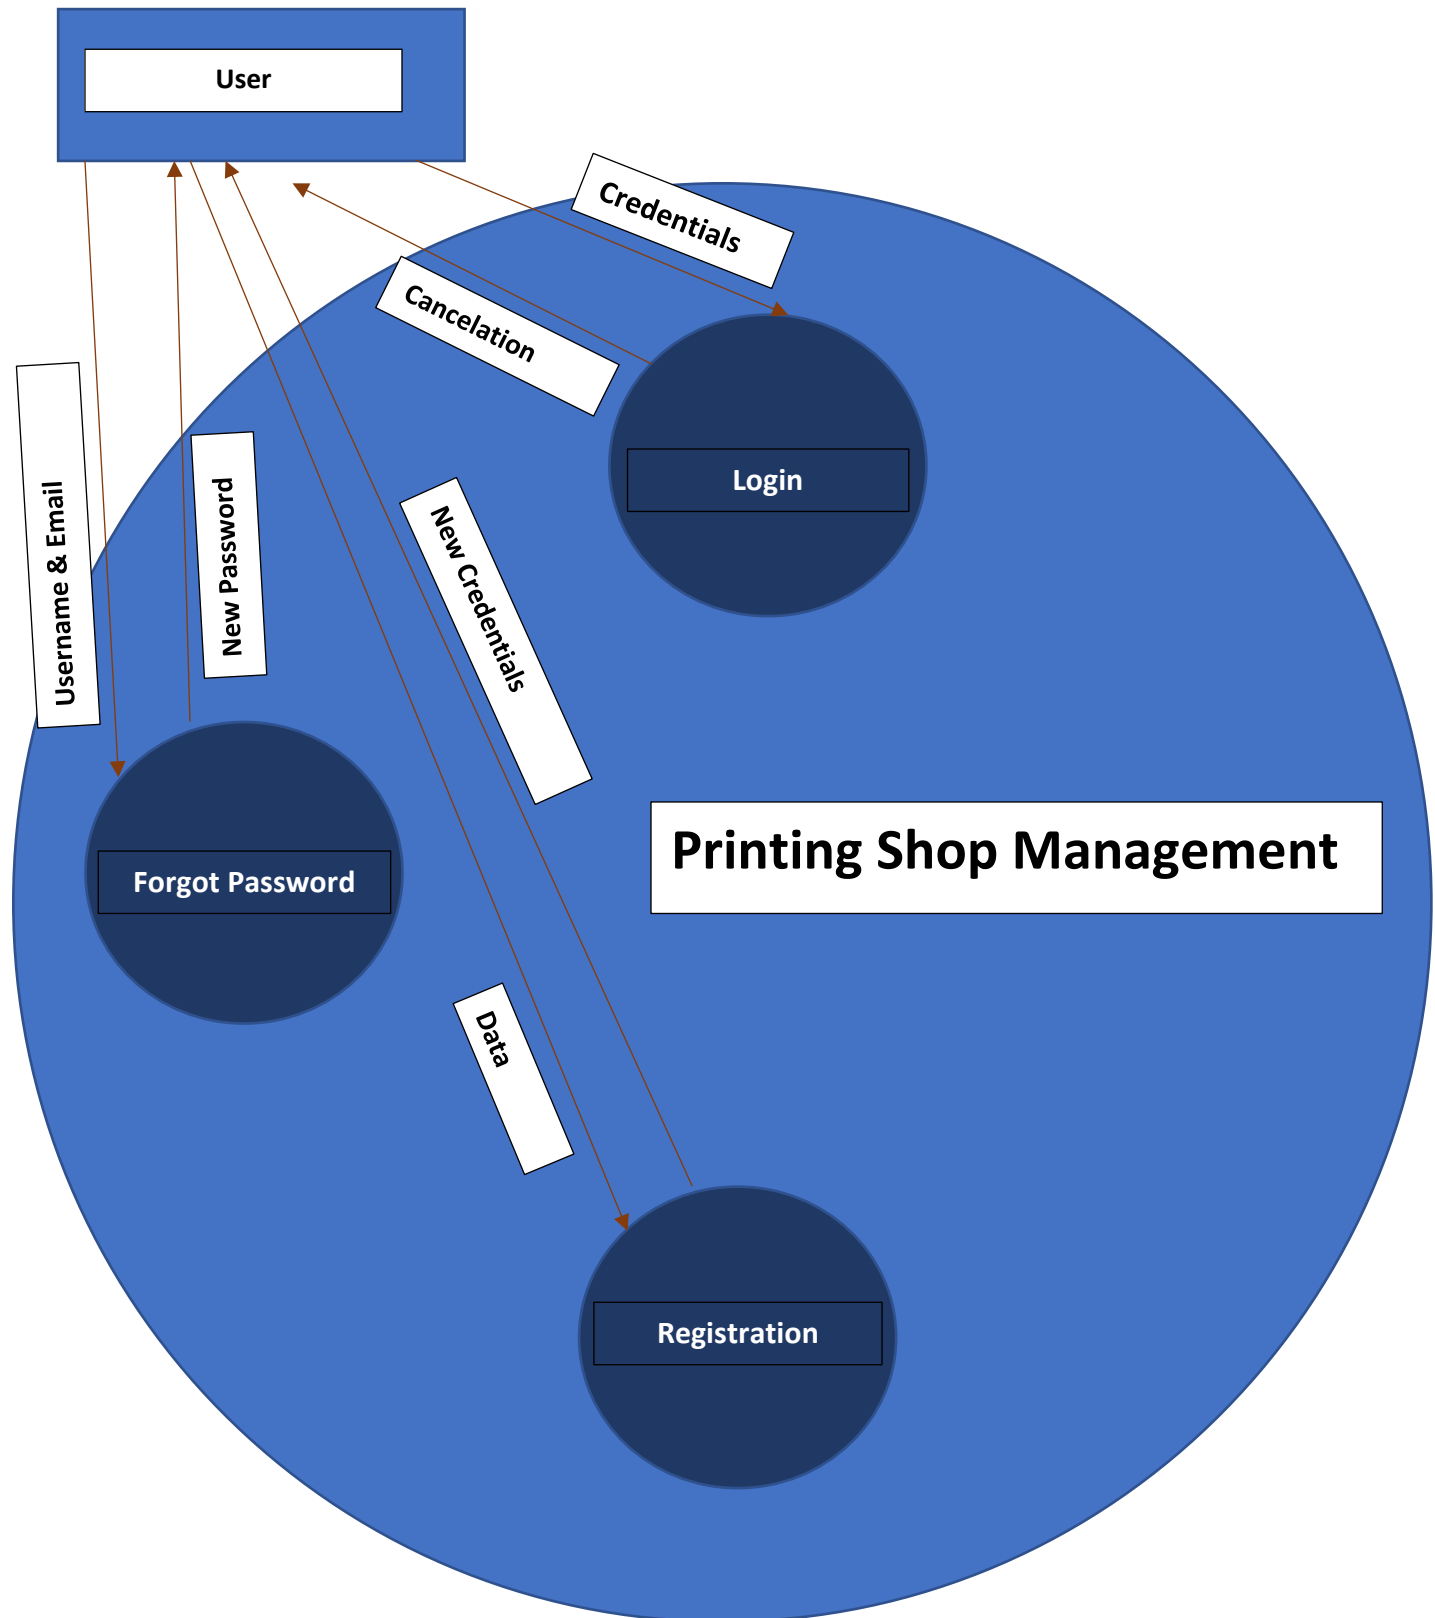 User
Credentials
Cancelation
Login
Username & Email
New Password
New Credentials
Printing Shop Management
Forgot Password
Data
Registration